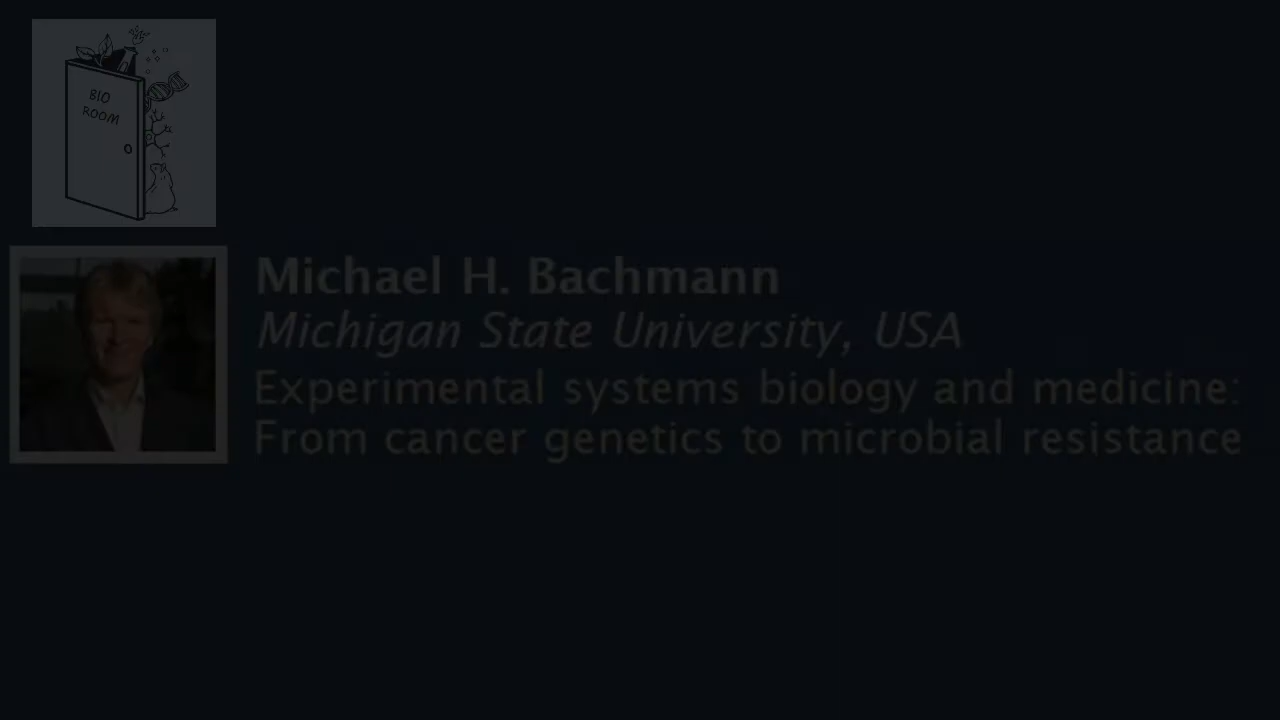 BIO
ROOM
Michael H. Bachmann
Michigan State University, USA
Experimental systems biology and medicine:
From cancer genetics to microbial resistance